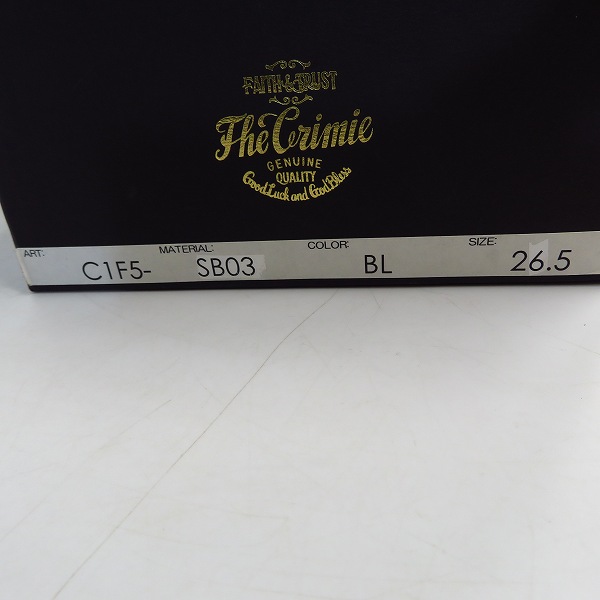 FAITH & TRUST
The Crimie
GENUINE
QUALITY
Good Luck and Good Bless
ART: MATERIAL: COLOR: SIZE:
C1F5- SB03 BL 26.5